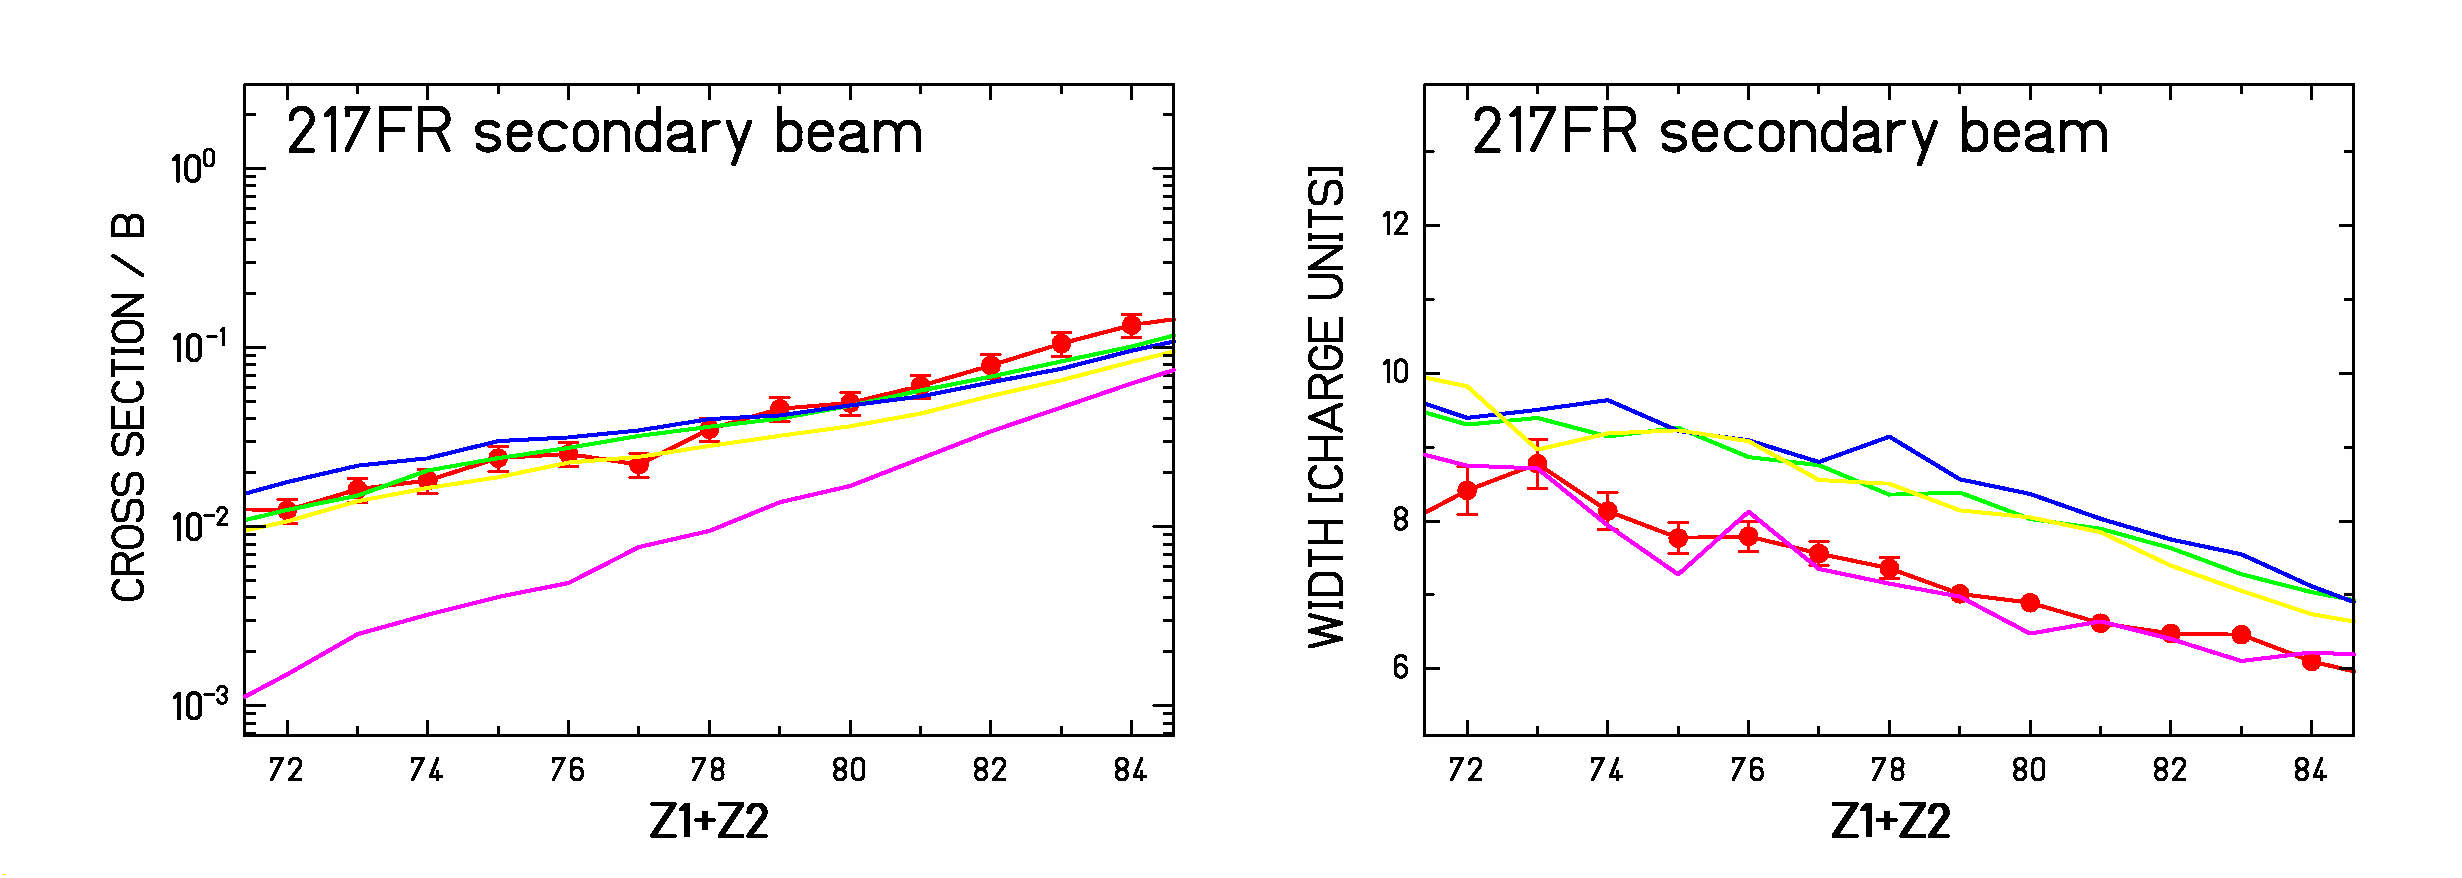 217FR secondary beam
CROSS SECTION / B
10⁰
10⁻¹
10⁻²
10⁻³
72 74 76 78 80 82 84
Z1+Z2
217FR secondary beam
WIDTH [CHARGE UNITS]
12
10
8
6
72 74 76 78 80 82 84
Z1+Z2